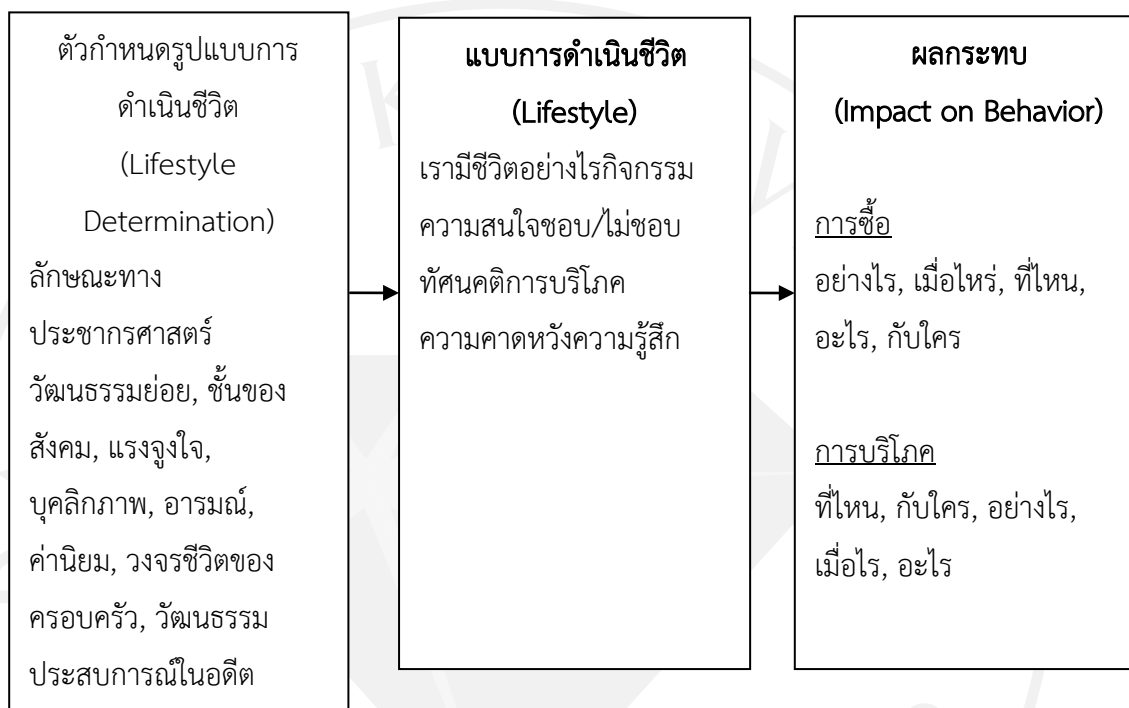 ตัวกำหนดรูปแบบการ
ดำเนินชีวิต
(Lifestyle
Determination)
ลักษณะทาง
ประชากรศาสตร์
วัฒนธรรมย่อย, ชั้นของ
สังคม, แรงจูงใจ,
บุคลิกภาพ, อารมณ์,
ค่านิยม, วงจรชีวิตของ
ครอบครัว, วัฒนธรรม
ประสบการณ์ในอดีต
แบบการดำเนินชีวิต
(Lifestyle)
เรามีชีวิตอย่างไรกิจกรรม
ความสนใจชอบ/ไม่ชอบ
ทัศนคติการบริโภค
ความคาดหวังความรู้สึก
ผลกระทบ
(Impact on Behavior)
การซื้อ
อย่างไร, เมื่อไหร่, ที่ไหน,
อะไร, กับใคร
การบริโภค
ที่ไหน, กับใคร, อย่างไร,
เมื่อไร, อะไร